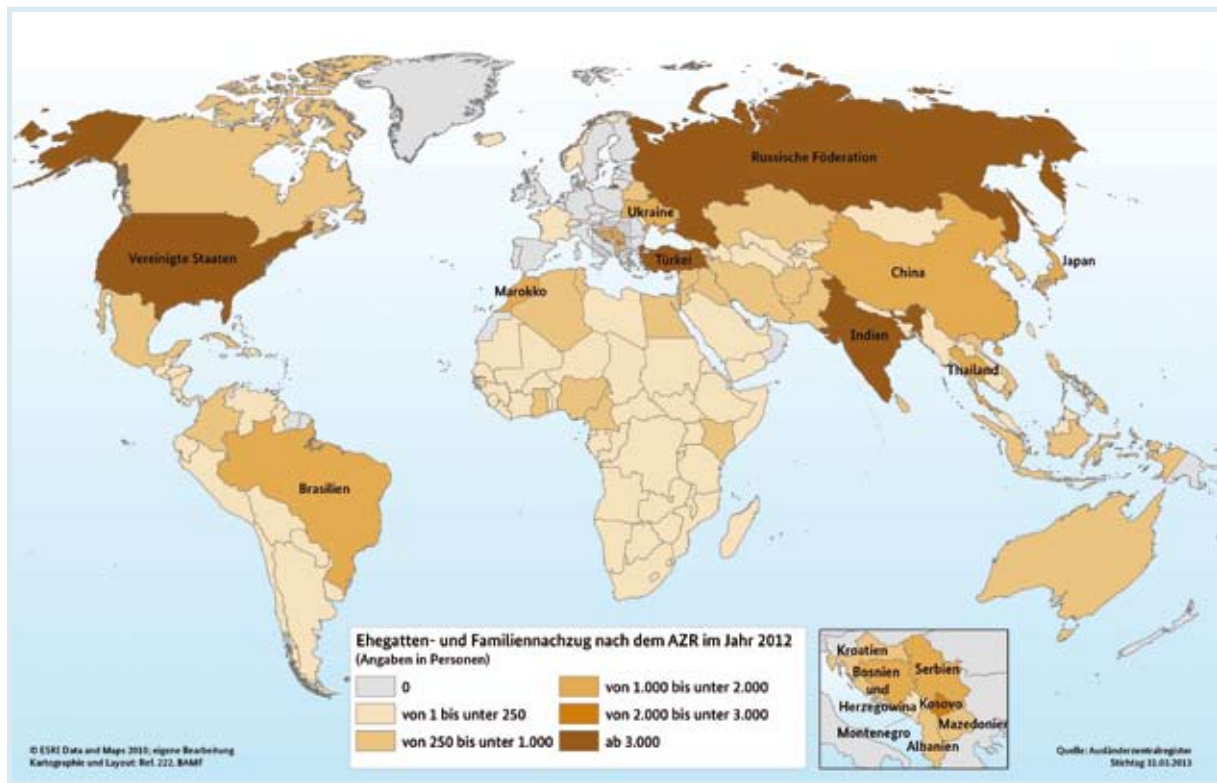 Russische Föderation
Ukraine
Vereinigte Staaten
Türkei
China
Japan
Marokko
Indien
Thailand
Brasilien
Ehegatten- und Familiennachzug nach dem AZR im Jahr 2012
(Angaben in Personen)
0
von 1 bis unter 250
von 250 bis unter 1.000
von 1.000 bis unter 2.000
von 2.000 bis unter 3.000
ab 3.000
Kroatien
Bosnien
und
Herzegowina
Serbien
Kosovo
Mazedonien
Montenegro
Albanien
© ESRI Data and Maps 2010; eigene Bearbeitung
Kartographie und Layout: Ref. 222, BAMF
Quelle: Ausländerzentralregister
Stichtag 31.03.2013